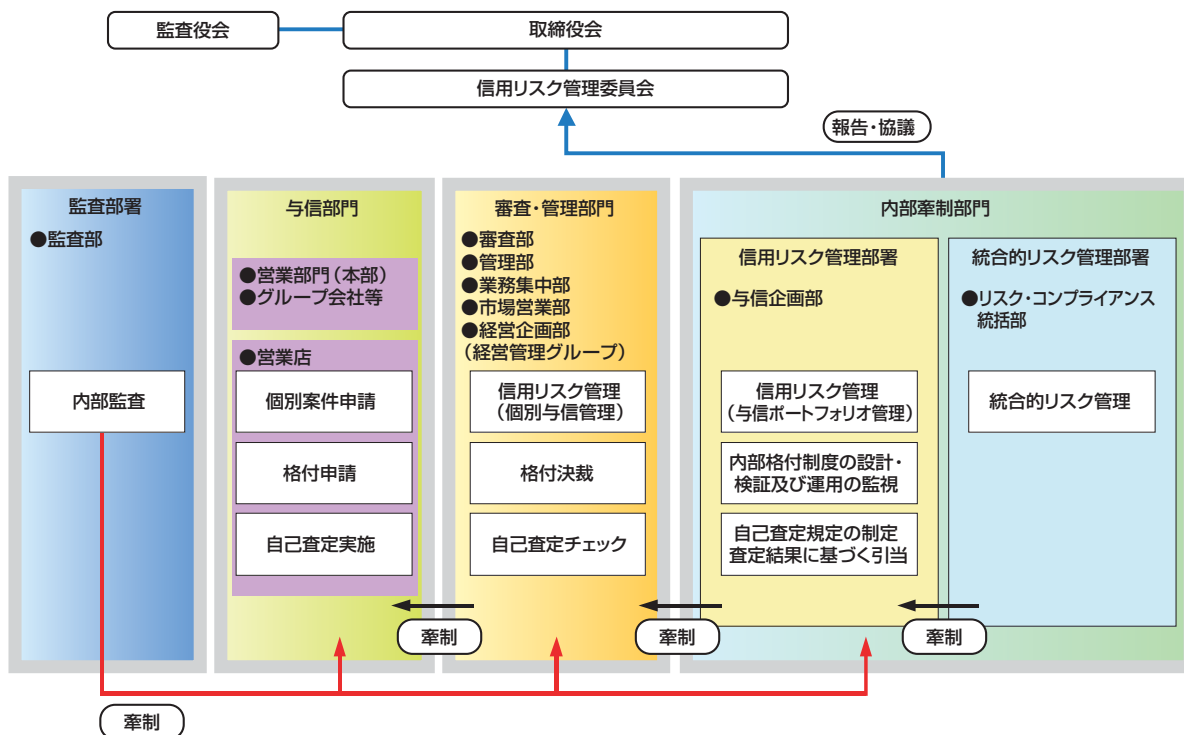 監査役会
取締役会
信用リスク管理委員会
報告・協議
監査部署
●監査部
内部監査
与信部門
●営業部門（本部）
●グループ会社等
●営業店
個別案件申請
格付申請
自己査定実施
審査・管理部門
●審査部
●管理部
●業務集中部
●市場営業部
●経営企画部
（経営管理グループ）
信用リスク管理
（個別与信管理）
格付決裁
自己査定チェック
内部牽制部門
信用リスク管理部署
●与信企画部
信用リスク管理
（与信ポートフォリオ管理）
内部格付制度の設計・
検証及び運用の監視
自己査定規定の制定
査定結果に基づく引当
統合的リスク管理部署
●リスク・コンプライアンス
統括部
統合的リスク管理
牽制
牽制
牽制
牽制